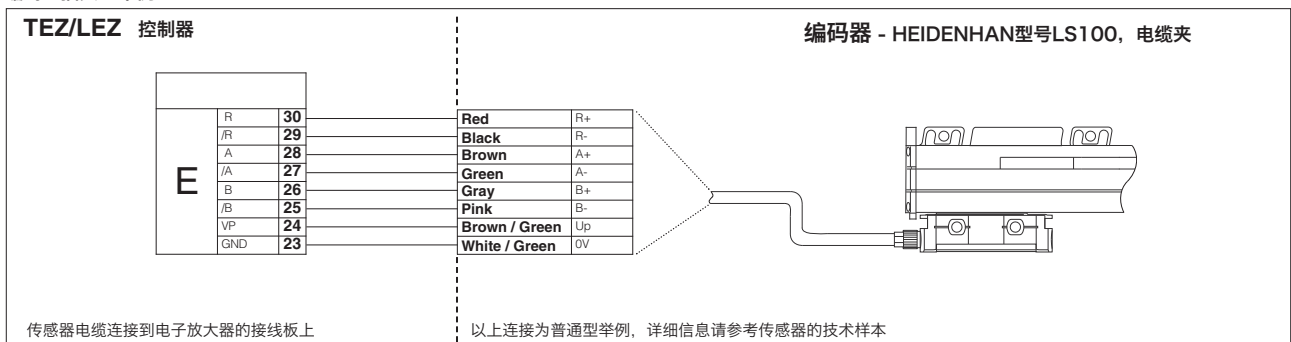 TEZ/LEZ 控制器
编码器 - HEIDENHAN型号LS100，电缆夹
E
R 30 Red R+
/R 29 Black R-
A 28 Brown A+
/A 27 Green A-
B 26 Gray B+
/B 25 Pink B-
VP 24 Brown / Green Up
GND 23 White / Green 0V
传感器电缆连接到电子放大器的接线板上
以上连接为普通型举例，详细信息请参考传感器的技术样本